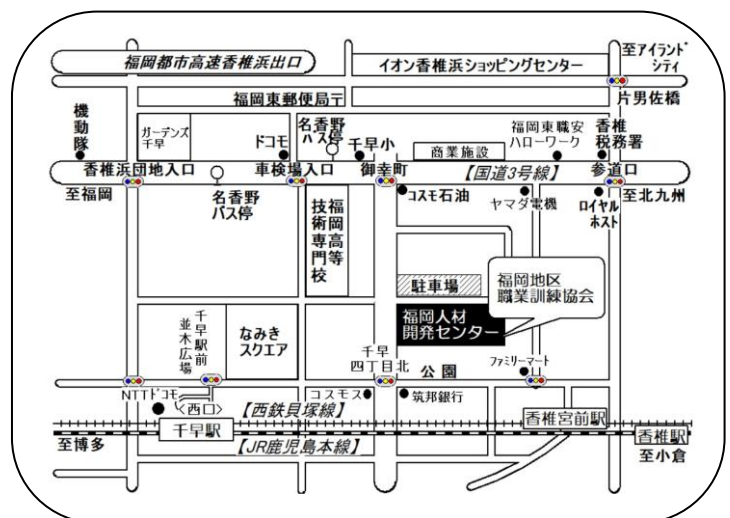 福岡都市高速香椎浜出口
イオン香椎浜ショッピングセンター
至アイランド
シティ
福岡東郵便局〒
片男佐橋
機動隊
ガーデンズ
千早
ドコモ
名香野
バス停
千早小
商業施設
福岡東職安
ハローワーク
香椎
税務署
香椎浜団地入口
車検場入口
御幸町
【国道3号線】
参道口
至福岡
名香野
バス停
コスモ石油
ヤマダ電機
ロイヤル
ホスト
至北九州
福岡高等
技術専門校
駐車場
福岡地区
職業訓練協会
福岡人材
開発センター
千早駅前
並木広場
なみき
スクエア
千早
四丁目北
公園
ファミリーマート
NTTドコモ
<西口>
【西鉄貝塚線】
コスモス
筑邦銀行
香椎宮前駅
至博多
千早駅
【JR鹿児島本線】
香椎駅
至小倉